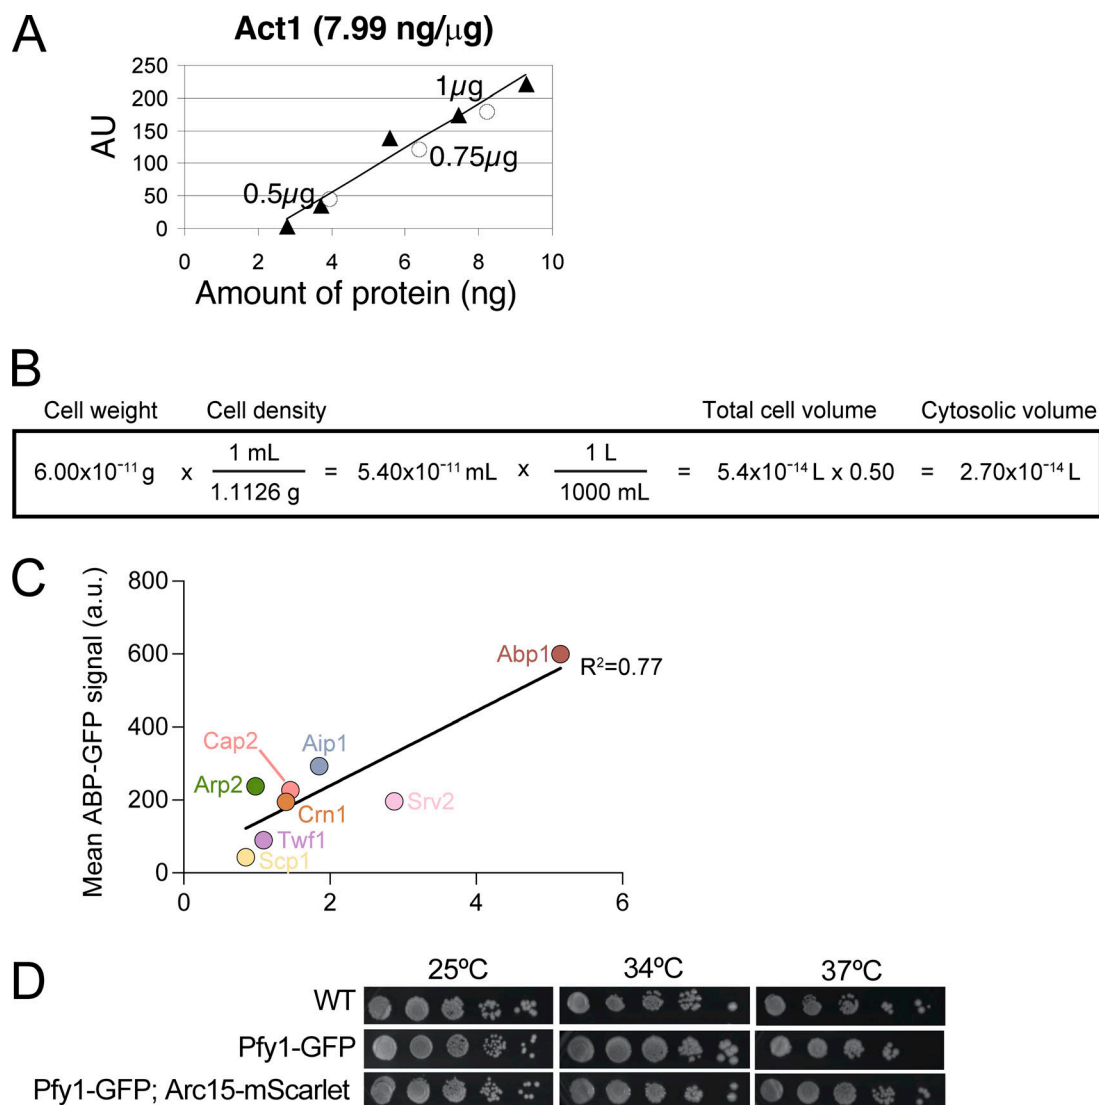 A
Act1 (7.99 ng/μg)
250
200
150
100
50
0
AU
1μg
0.75μg
0.5μg
0 2 4 6 8 10
Amount of protein (ng)
B
Cell weight Cell density Total cell volume Cytosolic volume
6.00x10⁻¹¹ g x 1 mL / 1.1126 g = 5.40x10⁻¹¹ mL x 1 L / 1000 mL = 5.4x10⁻¹⁴ L x 0.50 = 2.70x10⁻¹⁴ L
C
Mean ABP-GFP signal (a.u.)
800
600
400
200
0
Abp1
R²=0.77
Cap2
Aip1
Arp2
Srv2
Crn1
Twf1
Scp1
0 2 4 6
D
25ºC 34ºC 37ºC
WT
Pfy1-GFP
Pfy1-GFP; Arc15-mScarlet